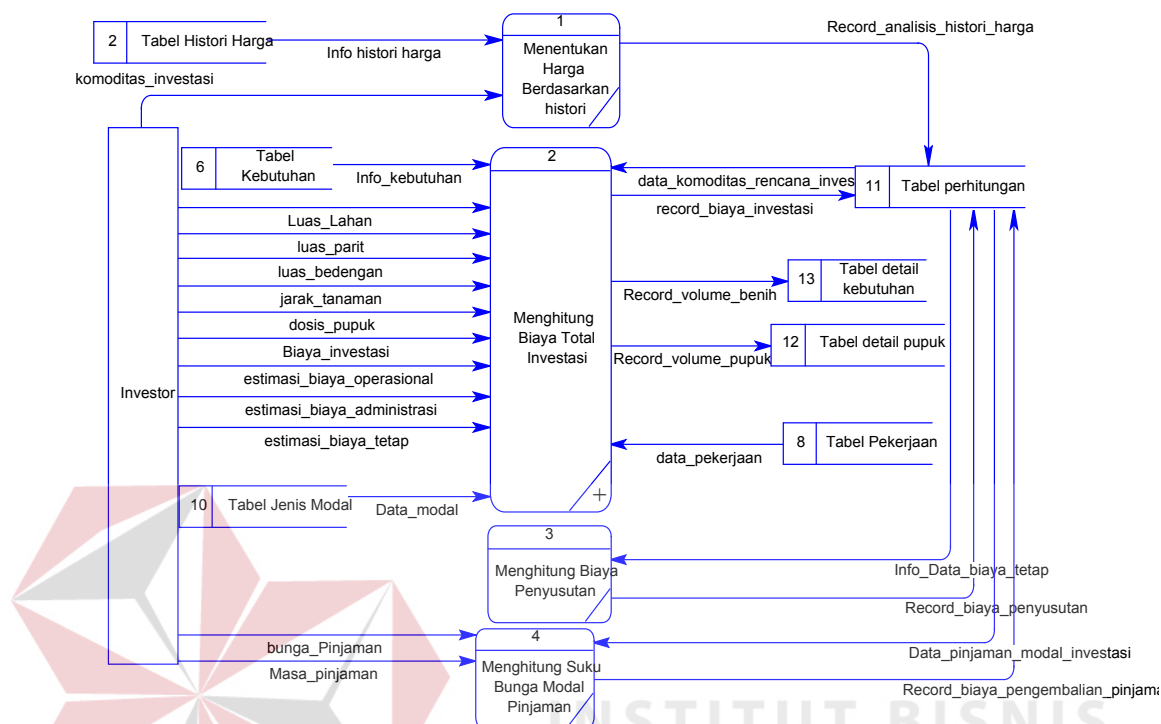 1
Menentukan
Harga
Berdasarkan
histori
2
Tabel Histori Harga
Info histori harga
Record_analisis_histori_harga
komoditas_investasi
6
Tabel
Kebutuhan
Info_kebutuhan
2
Menghitung
Biaya Total
Investasi
+
data_komoditas_rencana_inves
record_biaya_investasi
11
Tabel perhitungan
Luas_Lahan
luas_parit
luas_bedengan
jarak_tanaman
dosis_pupuk
Biaya_investasi
estimasi_biaya_operasional
estimasi_biaya_administrasi
estimasi_biaya_tetap
Investor
Record_volume_benih
13
Tabel detail
kebutuhan
Record_volume_pupuk
12
Tabel detail pupuk
data_pekerjaan
8
Tabel Pekerjaan
10
Tabel Jenis Modal
Data_modal
3
Menghitung Biaya
Penyusutan
Info_Data_biaya_tetap
Record_biaya_penyusutan
4
Menghitung Suku
Bunga Modal
Pinjaman
bunga_Pinjaman
Masa_pinjaman
Data_pinjaman_modal_investasi
Record_biaya_pengembalian_pinjama
INSTITUT BISNIS